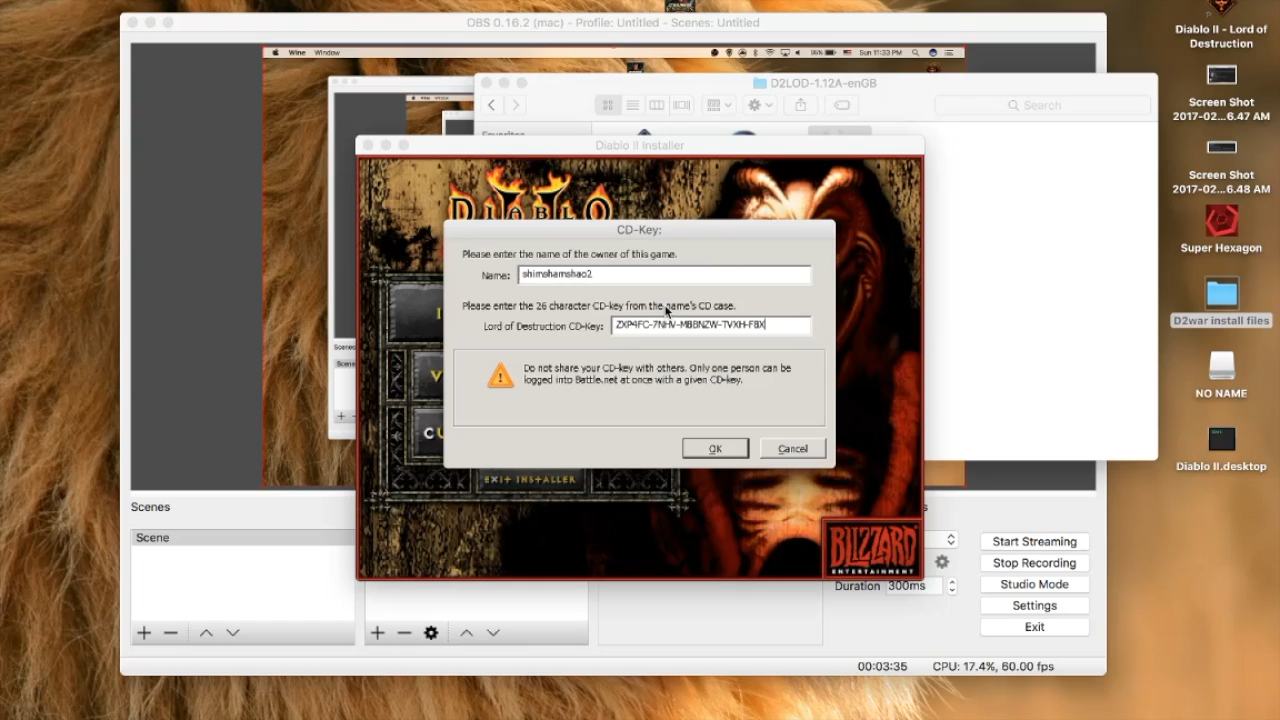 OBS 0.16.2 (mac) - Profile: Untitled - Scenes: Untitled
Wine Window
Sun 11:33 PM
D2LOD-1.12A-enGB
Search
Favorites
Diablo II Installer
DIABLO
CD-Key:
Please enter the name of the owner of this game.
Name: shimshamshao2
Please enter the 26 character CD-key from the name's CD case.
Lord of Destruction CD-Key:
Do not share your CD-key with others. Only one person can be
logged into Battle.net at once with a given CD-key.
OK Cancel
EXIT INSTALLER
BLIZZARD
ENTERTAINMENT
Scenes
Scene
Scenes
Scene
Start Streaming
Stop Recording
Studio Mode
Settings
Exit
Duration 300ms
00:03:35 CPU: 17.4%, 60.00 fps
Diablo II - Lord of
Destruction
Screen Shot
2017-02...6.47 AM
Screen Shot
2017-02...6.48 AM
Super Hexagon
D2war install files
NO NAME
Diablo II.desktop